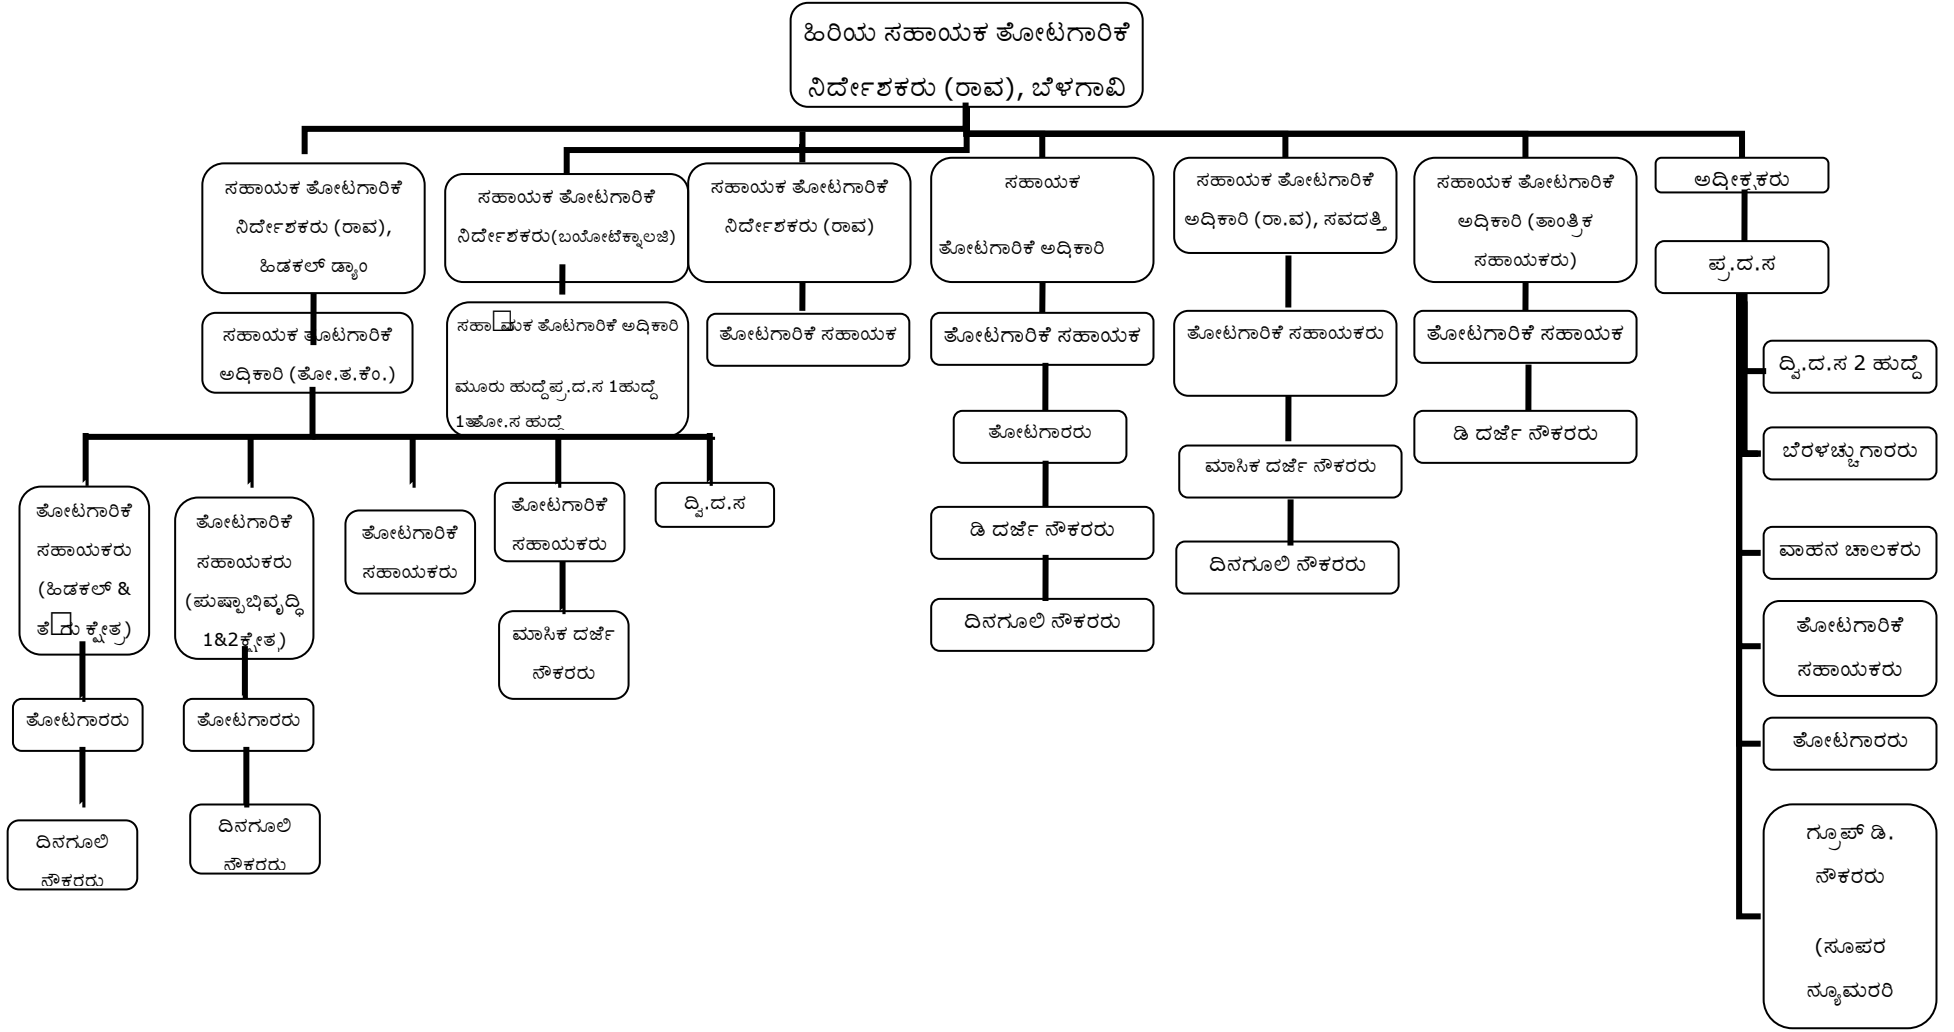 ಹಿರಿಯ ಸಹಾಯಕ ತೋಟಗಾರಿಕೆ
ನಿರ್ದೇಶಕರು (ರಾವ), ಬೆಳಗಾವಿ
ಸಹಾಯಕ ತೋಟಗಾರಿಕೆ
ನಿರ್ದೇಶಕರು (ರಾವ),
ಹಿಡಕಲ್ ಡ್ಯಾಂ
ಸಹಾಯಕ ತೋಟಗಾರಿಕೆ
ನಿರ್ದೇಶಕರು(ಬಯೋಟೆಕ್ನಾಲಜಿ)
ಸಹಾಯಕ ತೋಟಗಾರಿಕೆ
ನಿರ್ದೇಶಕರು (ರಾವ)
ಸಹಾಯಕ
ತೋಟಗಾರಿಕೆ ಅಧಿಕಾರಿ
ಸಹಾಯಕ ತೋಟಗಾರಿಕೆ
ಅಧಿಕಾರಿ (ರಾ.ವ), ಸವದತ್ತಿ
ಸಹಾಯಕ ತೋಟಗಾರಿಕೆ
ಅಧಿಕಾರಿ (ತಾಂತ್ರಿಕ
ಸಹಾಯಕರು)
ಅಧೀಕ್ಷಕರು
ಪ್ರ.ದ.ಸ
ಸಹಾಯಕ ತೊಟಗಾರಿಕೆ
ಅಧಿಕಾರಿ (ತೋ.ತ.ಕೆಂ.)
ತೊಟಗಾರಿಕೆ ಅಧಿಕಾರಿ
ಮೂರು ಹುದ್ದೆ ಪ್ರ.ದ.ಸ 1ಹುದ್ದೆ
ತೋ.ಸ ಹುದ್ದೆ
ತೋಟಗಾರಿಕೆ ಸಹಾಯಕ
ತೋಟಗಾರಿಕೆ ಸಹಾಯಕ
ತೋಟಗಾರಿಕೆ ಸಹಾಯಕರು
ತೋಟಗಾರಿಕೆ ಸಹಾಯಕ
ದ್ವಿ.ದ.ಸ 2 ಹುದ್ದೆ
ತೋಟಗಾರರು
ಡಿ ದರ್ಜೆ ನೌಕರರು
ಬೆರಳಚ್ಚುಗಾರರು
ಮಾಸಿಕ ದರ್ಜೆ ನೌಕರರು
ತೋಟಗಾರಿಕೆ
ಸಹಾಯಕರು
(ಹಿಡಕಲ್ &
ಕ್ಷೇತ್ರ)
ತೋಟಗಾರಿಕೆ
ಸಹಾಯಕರು
(ಪುಷ್ಪಾಭಿವೃದ್ಧಿ
1&2ಕ್ಷೇತ್ರ)
ತೋಟಗಾರಿಕೆ
ಸಹಾಯಕರು
ತೋಟಗಾರಿಕೆ
ಸಹಾಯಕರು
ದ್ವಿ.ದ.ಸ
ಡಿ ದರ್ಜೆ ನೌಕರರು
ದಿನಗೂಲಿ ನೌಕರರು
ವಾಹನ ಚಾಲಕರು
ದಿನಗೂಲಿ ನೌಕರರು
ತೋಟಗಾರಿಕೆ
ಸಹಾಯಕರು
ಮಾಸಿಕ ದರ್ಜೆ
ನೌಕರರು
ತೋಟಗಾರರು
ತೋಟಗಾರರು
ತೋಟಗಾರರು
ದಿನಗೂಲಿ
ನೌಕರರು
ದಿನಗೂಲಿ
ನೌಕರರು
ಗ್ರೂಪ್ ಡಿ.
ನೌಕರರು
(ಸೂಪರ
ನ್ಯೂಮರರಿ